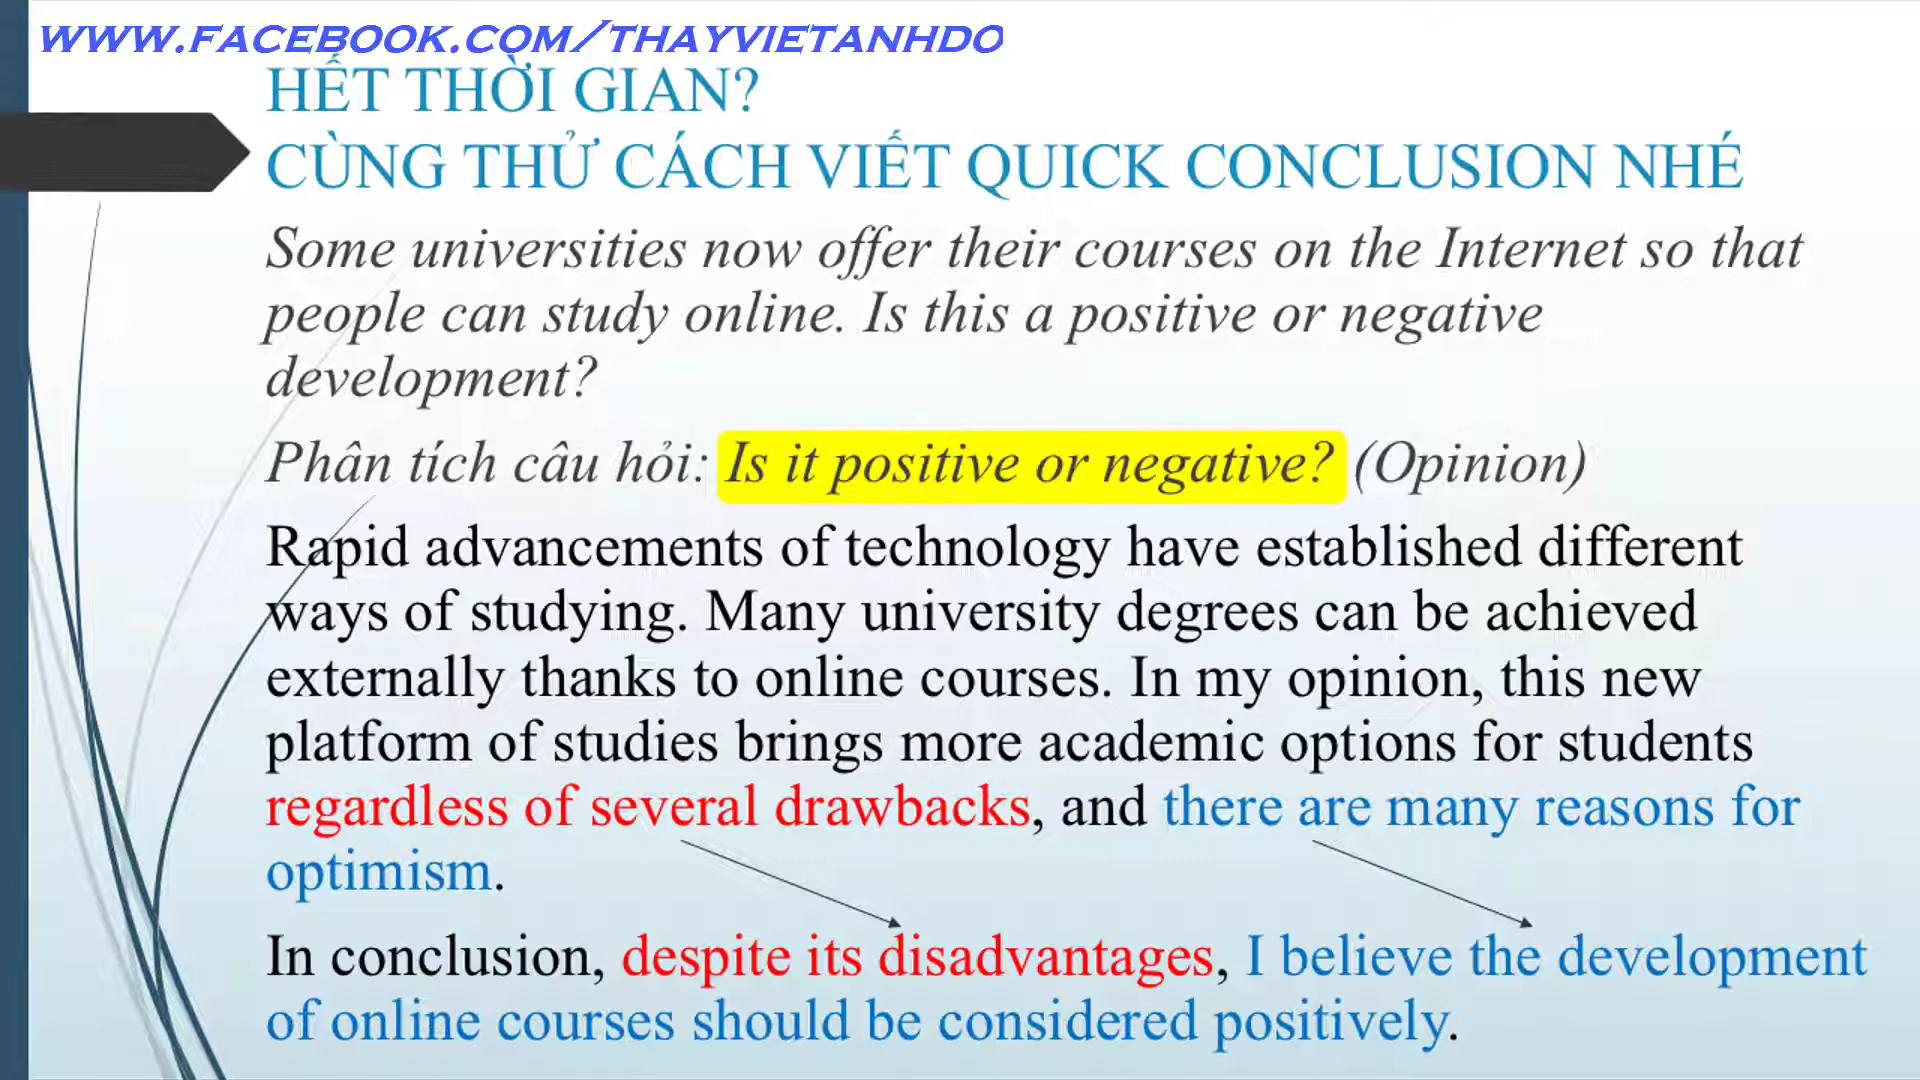 WWW.FACEBOOK.COM/THAYVIETANHDO
HẾT THỜI GIAN?
CÙNG THỬ CÁCH VIẾT QUICK CONCLUSION NHÉ
Some universities now offer their courses on the Internet so that
people can study online. Is this a positive or negative
development?
Phân tích câu hỏi: Is it positive or negative? (Opinion)
Rapid advancements of technology have established different
ways of studying. Many university degrees can be achieved
externally thanks to online courses. In my opinion, this new
platform of studies brings more academic options for students
regardless of several drawbacks, and there are many reasons for
optimism.
In conclusion, despite its disadvantages, I believe the development
of online courses should be considered positively.